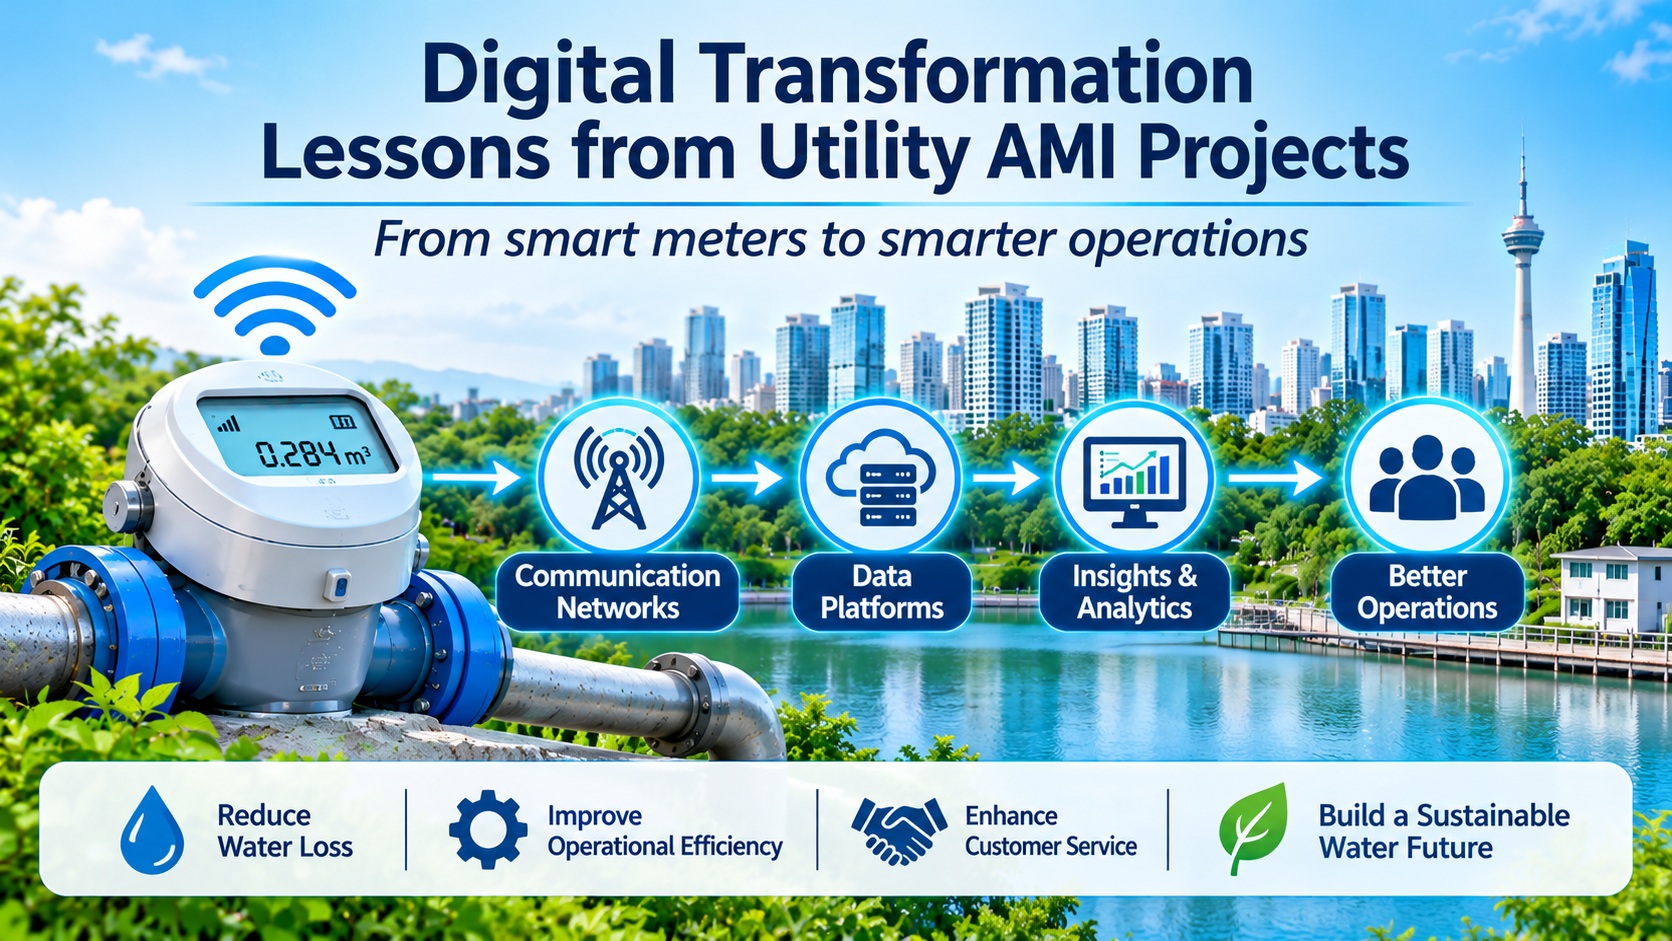 Digital Transformation
Lessons from Utility AMI Projects
From smart meters to smarter operations
0.284 m³
Communication
Networks
Data
Platforms
Insights &
Analytics
Better
Operations
Reduce
Water Loss
Improve
Operational Efficiency
Enhance
Customer Service
Build a Sustainable
Water Future